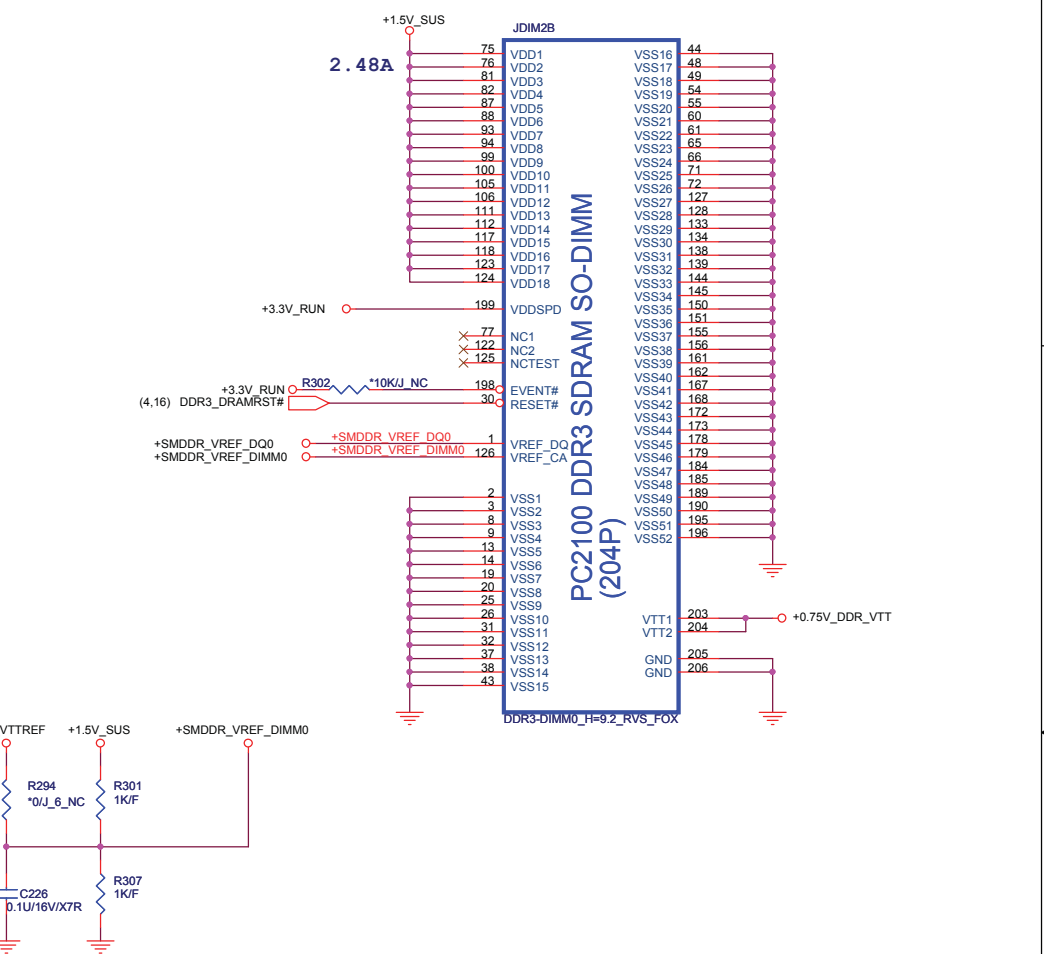 +1.5V_SUS
JDIM2B
2.48A
75 VDD1 VSS16 44
76 VDD2 VSS17 48
81 VDD3 VSS18 49
82 VDD4 VSS19 54
87 VDD5 VSS20 55
88 VDD6 VSS21 60
93 VDD7 VSS22 61
94 VDD8 VSS23 65
99 VDD9 VSS24 66
100 VDD10 VSS25 71
105 VDD11 VSS26 72
106 VDD12 VSS27 127
111 VDD13 VSS28 128
112 VDD14 VSS29 133
117 VDD15 VSS30 134
118 VDD16 VSS31 138
123 VDD17 VSS32 139
124 VDD18 VSS33 144
VSS34 145
+3.3V_RUN 199 VDDSPD VSS35 150
VSS36 151
77 NC1 VSS37 155
122 NC2 VSS38 156
125 NCTEST VSS39 161
VSS40 162
+3.3V_RUN R302 *10K/J_NC 198 EVENT# VSS41 167
(4,16) DDR3_DRAMRST# 30 RESET# VSS42 168
VSS43 172
VSS44 173
+SMDDR_VREF_DQ0 +SMDDR_VREF_DQ0 1 VREF_DQ VSS45 178
+SMDDR_VREF_DIMM0 +SMDDR_VREF_DIMM0 126 VREF_CA VSS46 179
VSS47 184
VSS48 185
2 VSS1 VSS49 189
3 VSS2 VSS50 190
8 VSS3 VSS51 195
9 VSS4 VSS52 196
13 VSS5
14 VSS6
19 VSS7
20 VSS8
25 VSS9
26 VSS10 VTT1 203 +0.75V_DDR_VTT
31 VSS11 VTT2 204
32 VSS12
37 VSS13 GND 205
38 VSS14 GND 206
43 VSS15
PC2100 DDR3 SDRAM SO-DIMM
(204P)
DDR3-DIMM0_H=9.2_RVS_FOX
VTTREF +1.5V_SUS +SMDDR_VREF_DIMM0
R294 R301
*0/J_6_NC 1K/F
R307
C226 1K/F
0.1U/16V/X7R